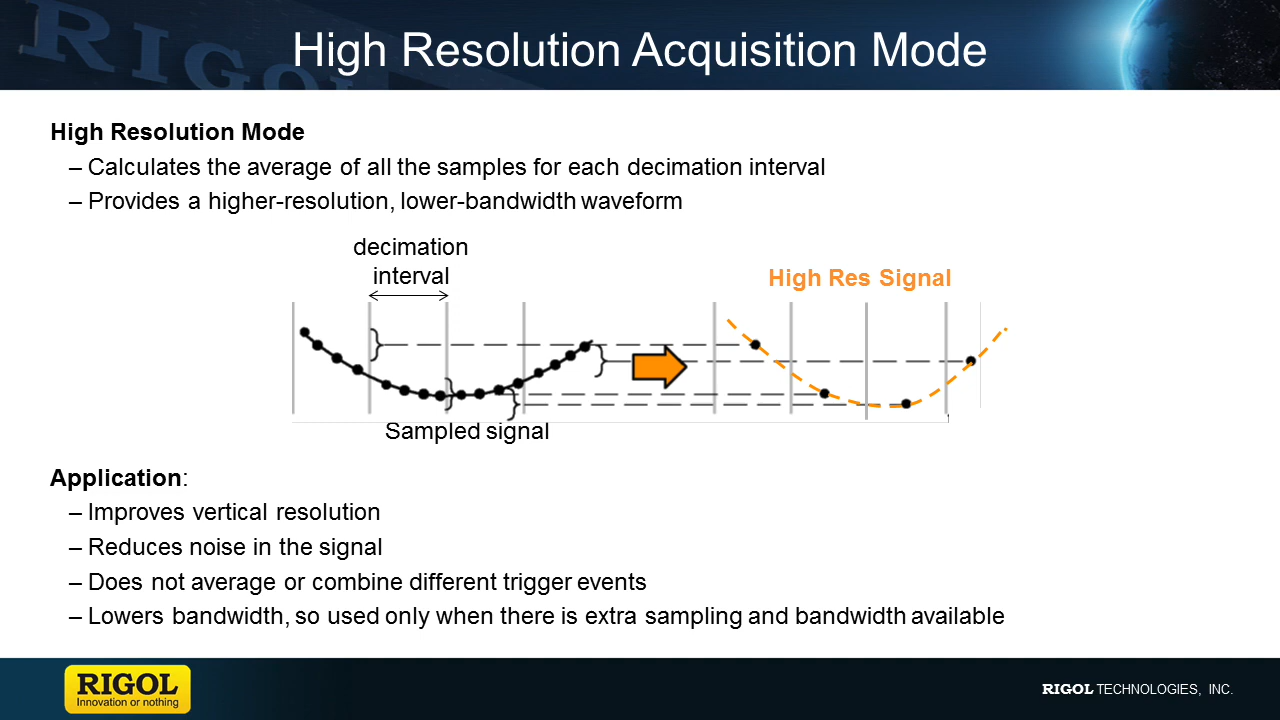 RIGOL
High Resolution Acquisition Mode
High Resolution Mode
– Calculates the average of all the samples for each decimation interval
– Provides a higher-resolution, lower-bandwidth waveform
decimation
interval
High Res Signal
Sampled signal
Application:
– Improves vertical resolution
– Reduces noise in the signal
– Does not average or combine different trigger events
– Lowers bandwidth, so used only when there is extra sampling and bandwidth available
RIGOL
Innovation or nothing
RIGOL TECHNOLOGIES, INC.